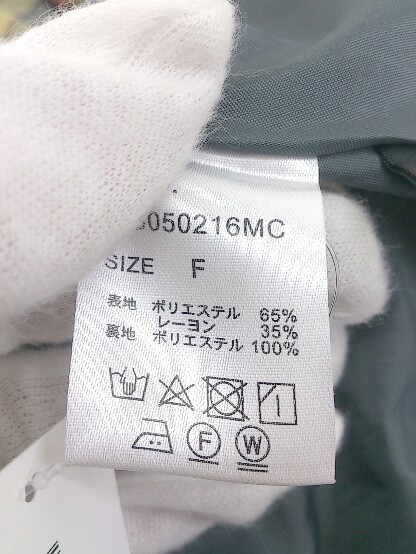 050216MC
SIZE F
表地 ポリエステル 65%
レーヨン 35%
裏地 ポリエステル 100%
F W